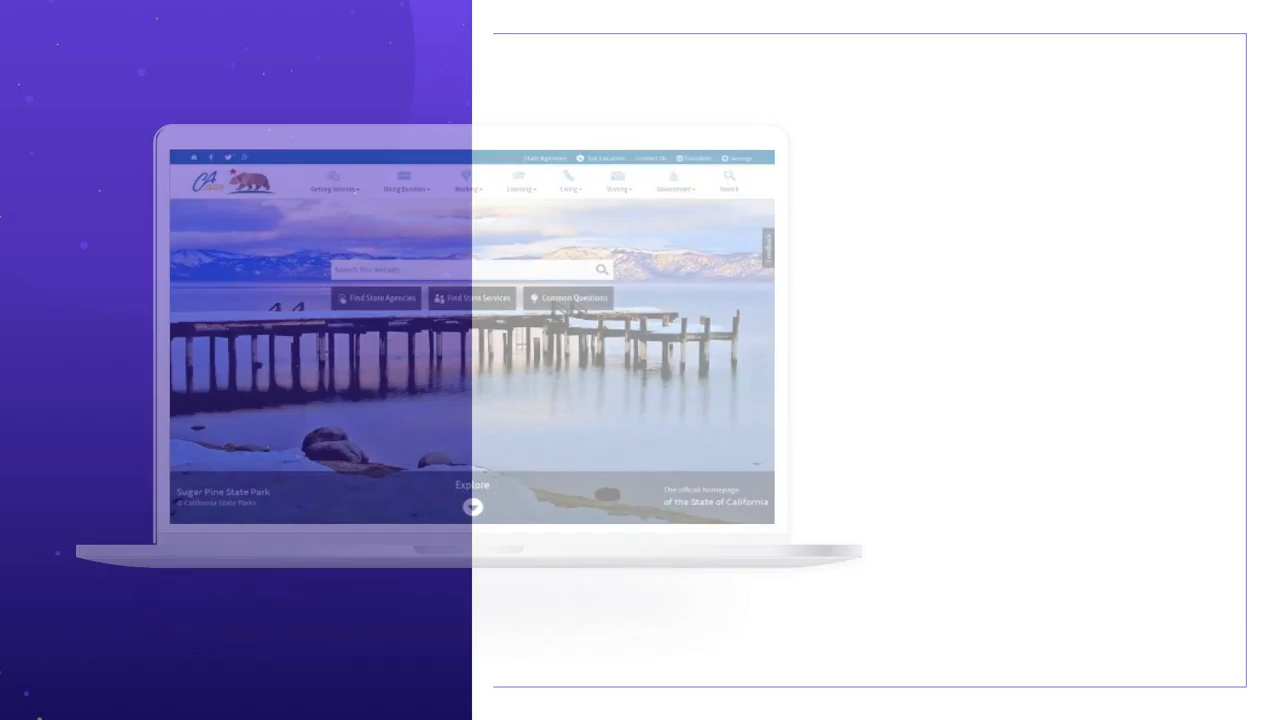 State Agencies Set Location Contact Us Translate Settings
CA
Getting Services Doing Business Working Learning Living Visiting Government Search
Feedback
Search this website
Find State Agencies Find State Services Common Questions
Explore
Sugar Pine State Park
© California State Parks
The official homepage
of the State of California